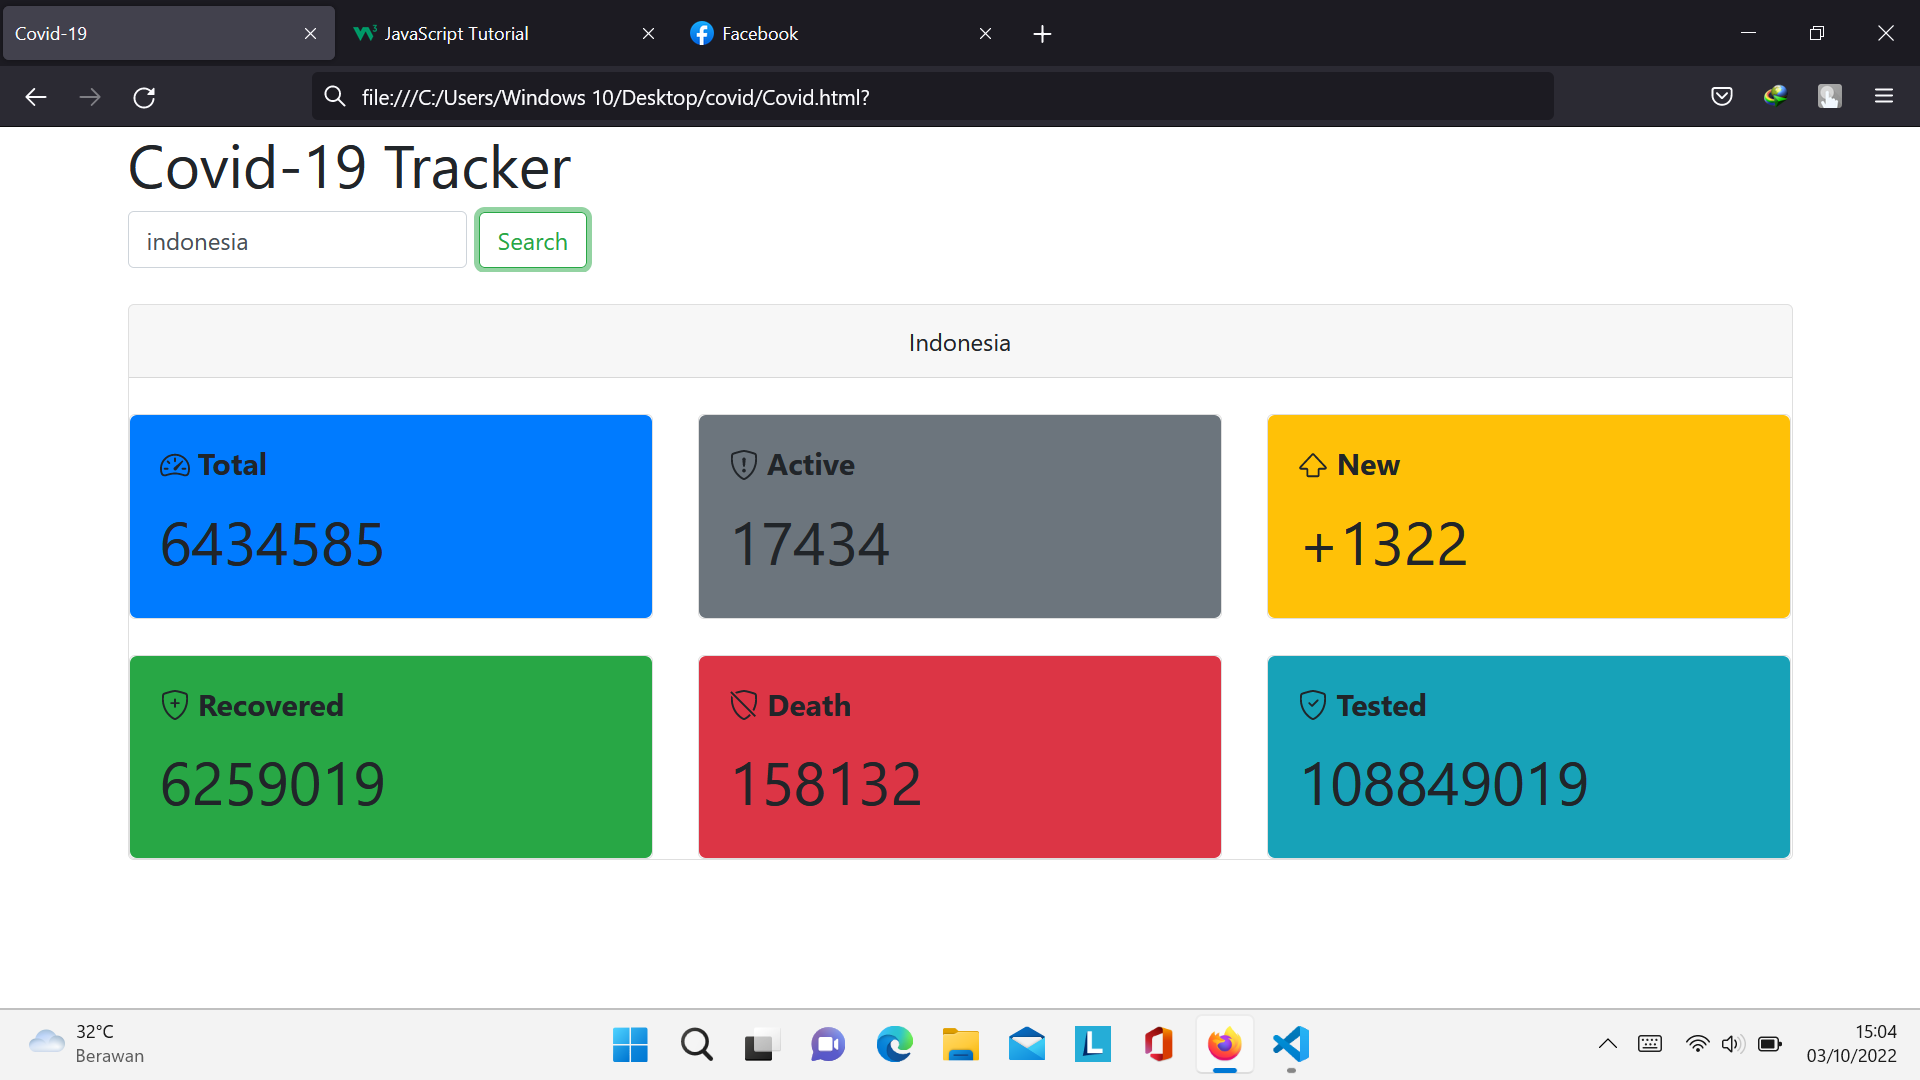 Covid-19
JavaScript Tutorial
Facebook
file:///C:/Users/Windows 10/Desktop/covid/Covid.html?
Covid-19 Tracker
indonesia
Search
Indonesia
Total
6434585
Active
17434
New
+1322
Recovered
6259019
Death
158132
Tested
108849019
32°C
Berawan
15:04
03/10/2022